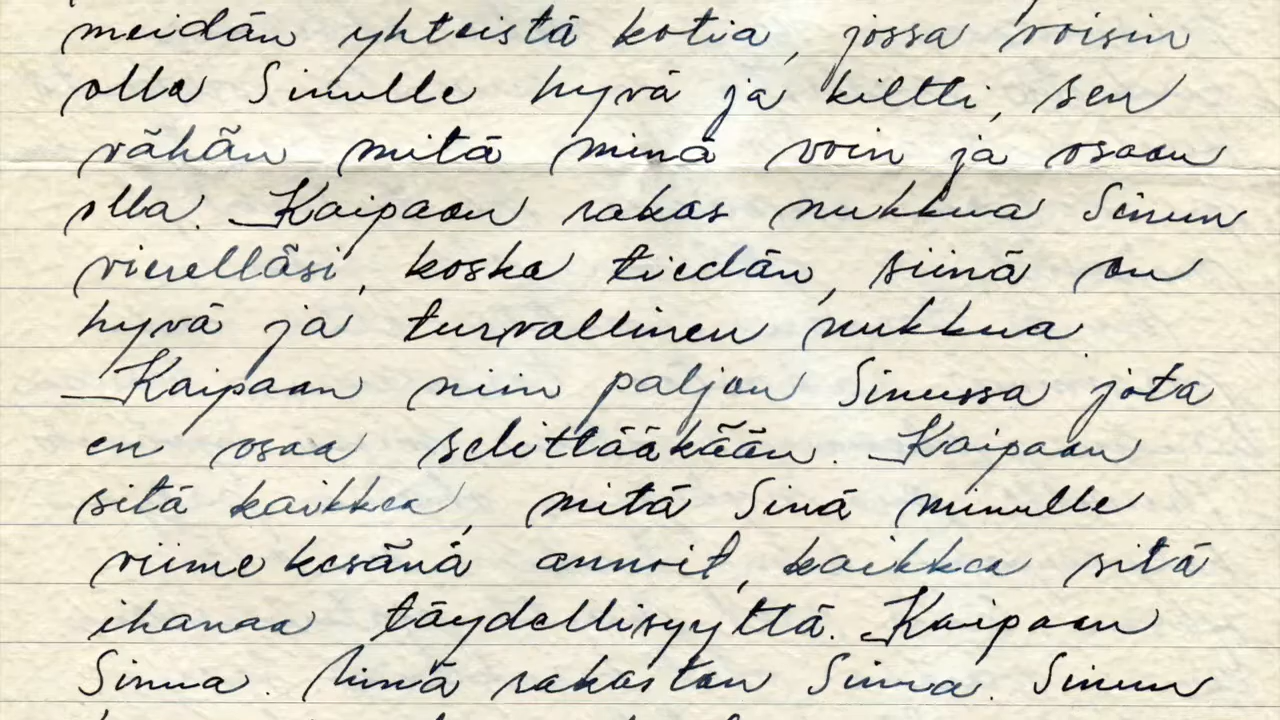 meidän yhteistä kotia, jossa voisin
olla Sinulle hyvä ja kiltti, sen
vähän mitä minä voin ja osaan
olla. Kaipaan rakas nukkua Sinun
vierelläsi, koska tiedän, siinä on
hyvä ja turvallinen nukkua.
Kaipaan niin paljon Sinussa jota
en osaa selittääkään. Kaipaan
sitä kaikkea, mitä Sinä minulle
viime kesänä annoit, kaikkea sitä
ihanaa täydellisyyttä. Kaipaan
Sinua. Minä rakastan Sinua. Sinun